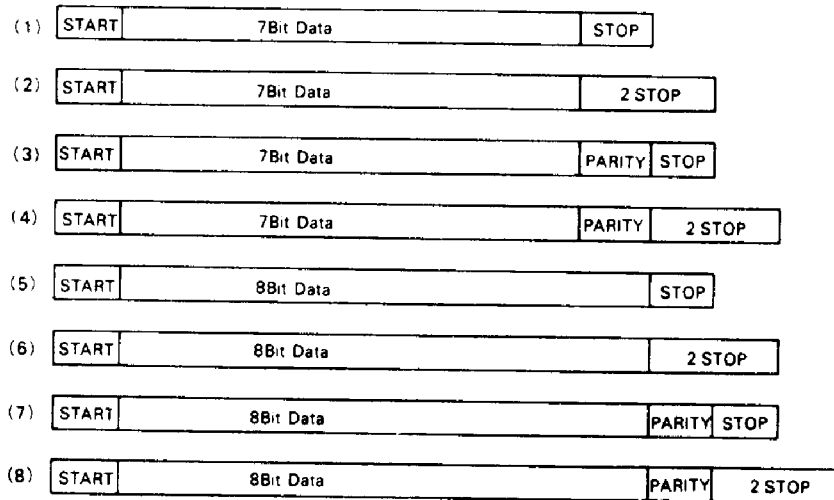 (1) START 7Bit Data STOP
(2) START 7Bit Data 2 STOP
(3) START 7Bit Data PARITY STOP
(4) START 7Bit Data PARITY 2 STOP
(5) START 8Bit Data STOP
(6) START 8Bit Data 2 STOP
(7) START 8Bit Data PARITY STOP
(8) START 8Bit Data PARITY 2 STOP